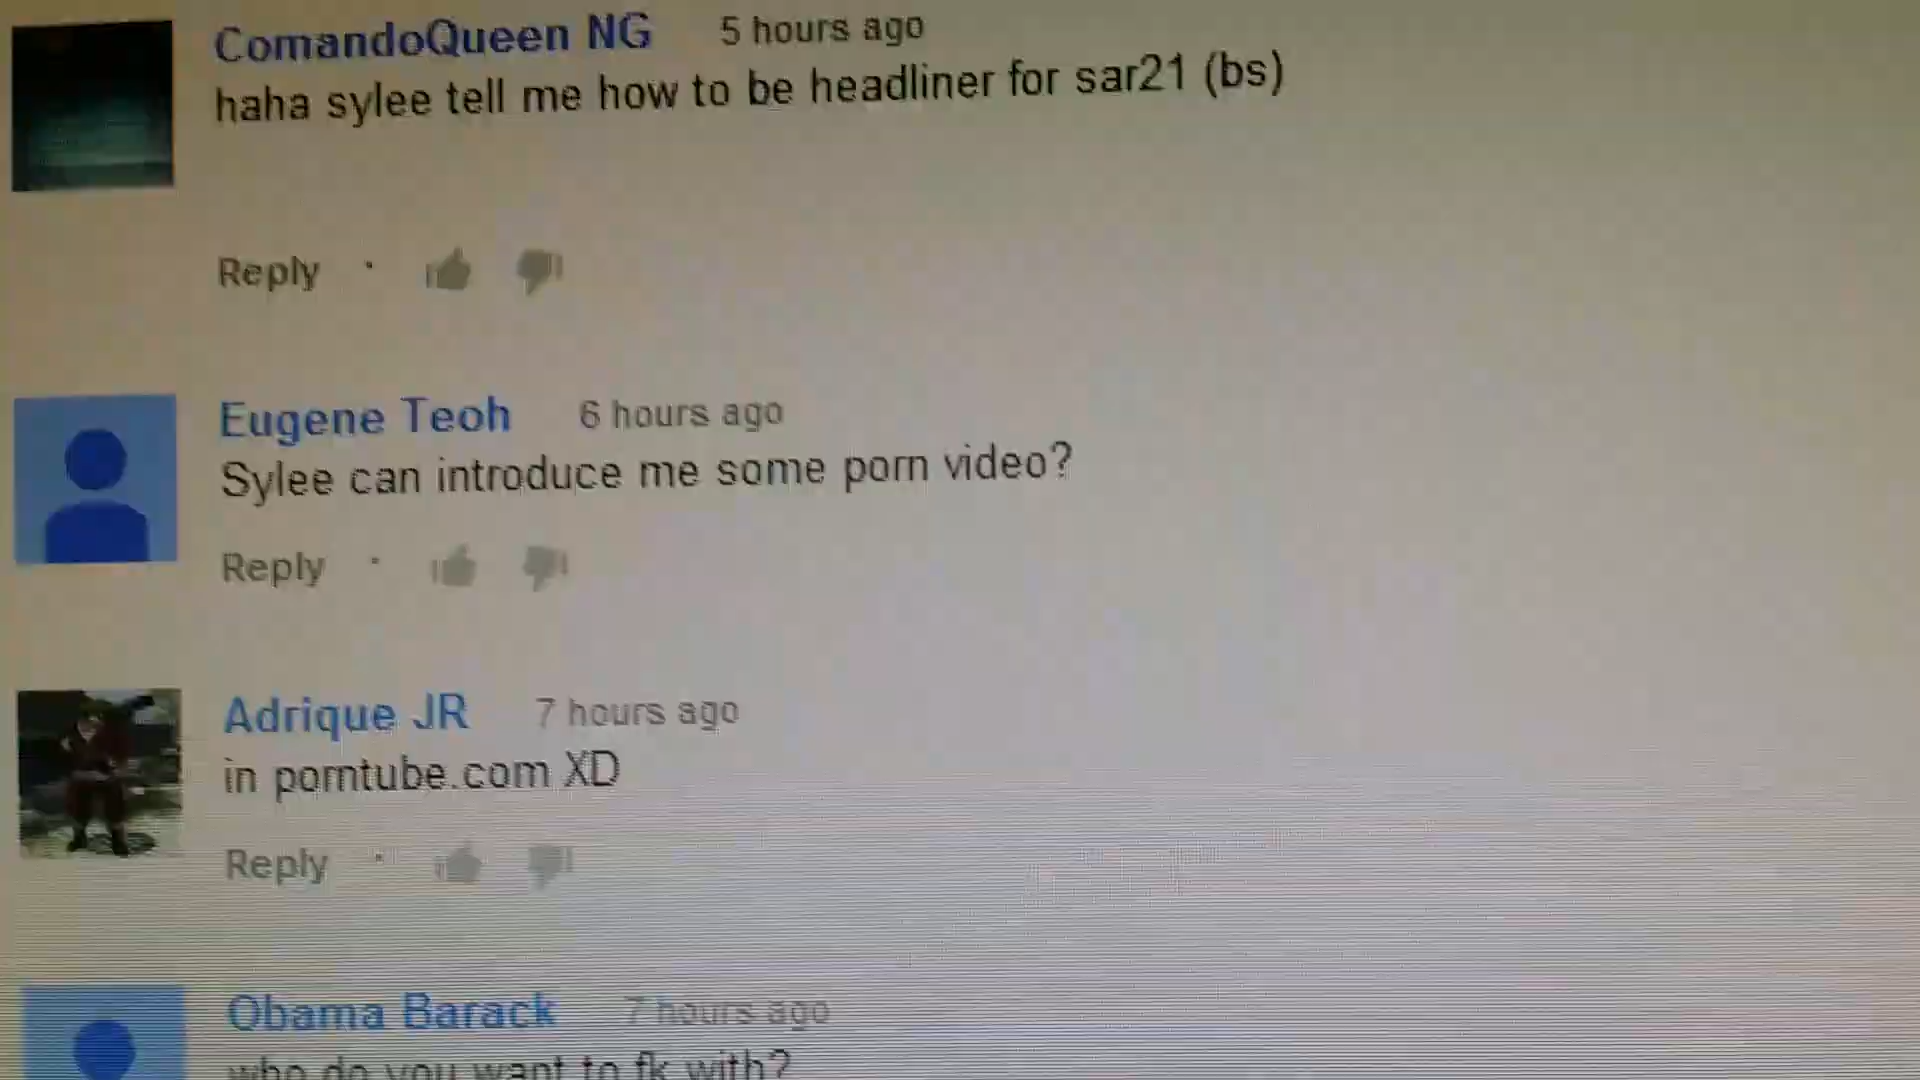 ComandoQueen NG 5 hours ago
haha sylee tell me how to be headliner for sar21 (bs)
Reply ·
Eugene Teoh 6 hours ago
Sylee can introduce me some porn video?
Reply ·
Adrique JR 7 hours ago
in porntube.com XD
Reply ·
Obama Barack 7 hours ago
who do you want to fk with?